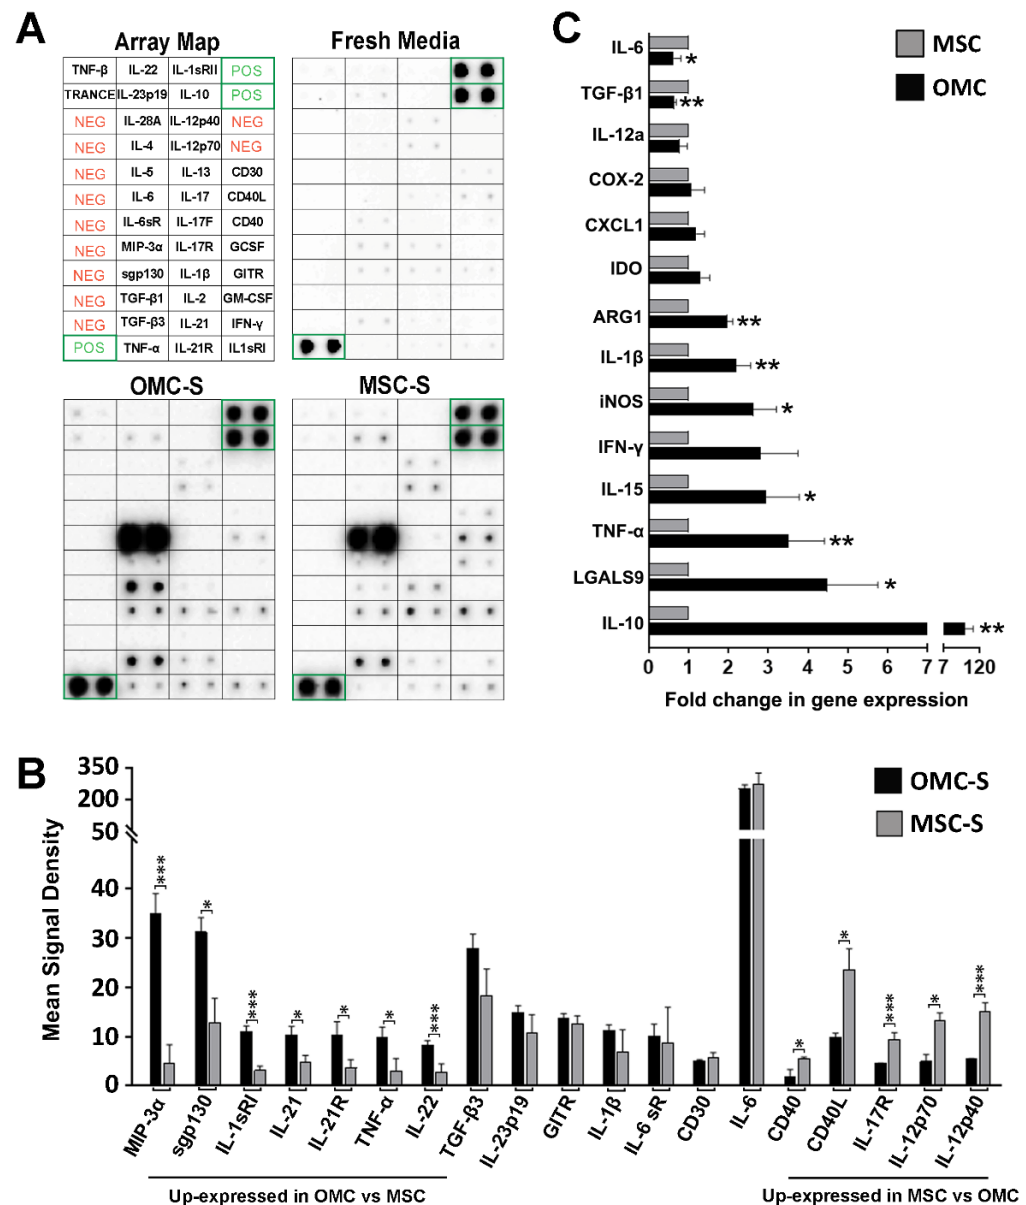 A
Array Map
TNF-β IL-22 IL-1sRII POS
TRANCE IL-23p19 IL-10 POS
NEG IL-28A IL-12p40 NEG
NEG IL-4 IL-12p70 NEG
NEG IL-5 IL-13 CD30
NEG IL-6 IL-17 CD40L
NEG IL-6sR IL-17F CD40
NEG MIP-3α IL-17R GCSF
NEG sgp130 IL-1β GITR
NEG TGF-β1 IL-2 GM-CSF
NEG TGF-β3 IL-21 IFN-γ
POS TNF-α IL-21R IL1sRI
Fresh Media
OMC-S
MSC-S
C
MSC
OMC
IL-6 *
TGF-β1 **
IL-12a
COX-2
CXCL1
IDO
ARG1 **
IL-1β **
iNOS *
IFN-γ
IL-15 *
TNF-α **
LGALS9 *
IL-10 **
0 1 2 3 4 5 6 7 7 120
Fold change in gene expression
B
OMC-S
MSC-S
Mean Signal Density
350
200
50
40
30
20
10
0
*** * *** * * * *** * * *** * ***
MIP-3α sgp130 IL-1sRI IL-21 IL-21R TNF-α IL-22 TGF-β3 IL-23p19 GITR IL-1β IL-6 sR CD30 IL-6 CD40 CD40L IL-17R IL-12p70 IL-12p40
Up-expressed in OMC vs MSC
Up-expressed in MSC vs OMC